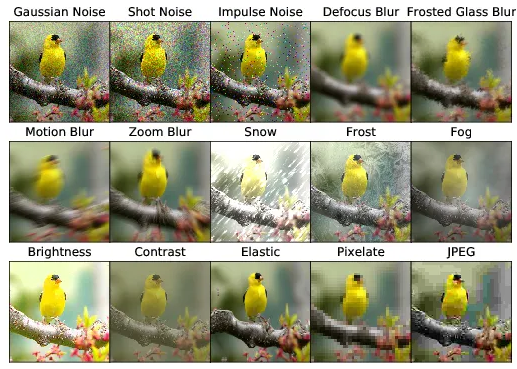 Gaussian Noise Shot Noise Impulse Noise Defocus Blur Frosted Glass Blur
Motion Blur Zoom Blur Snow Frost Fog
Brightness Contrast Elastic Pixelate JPEG